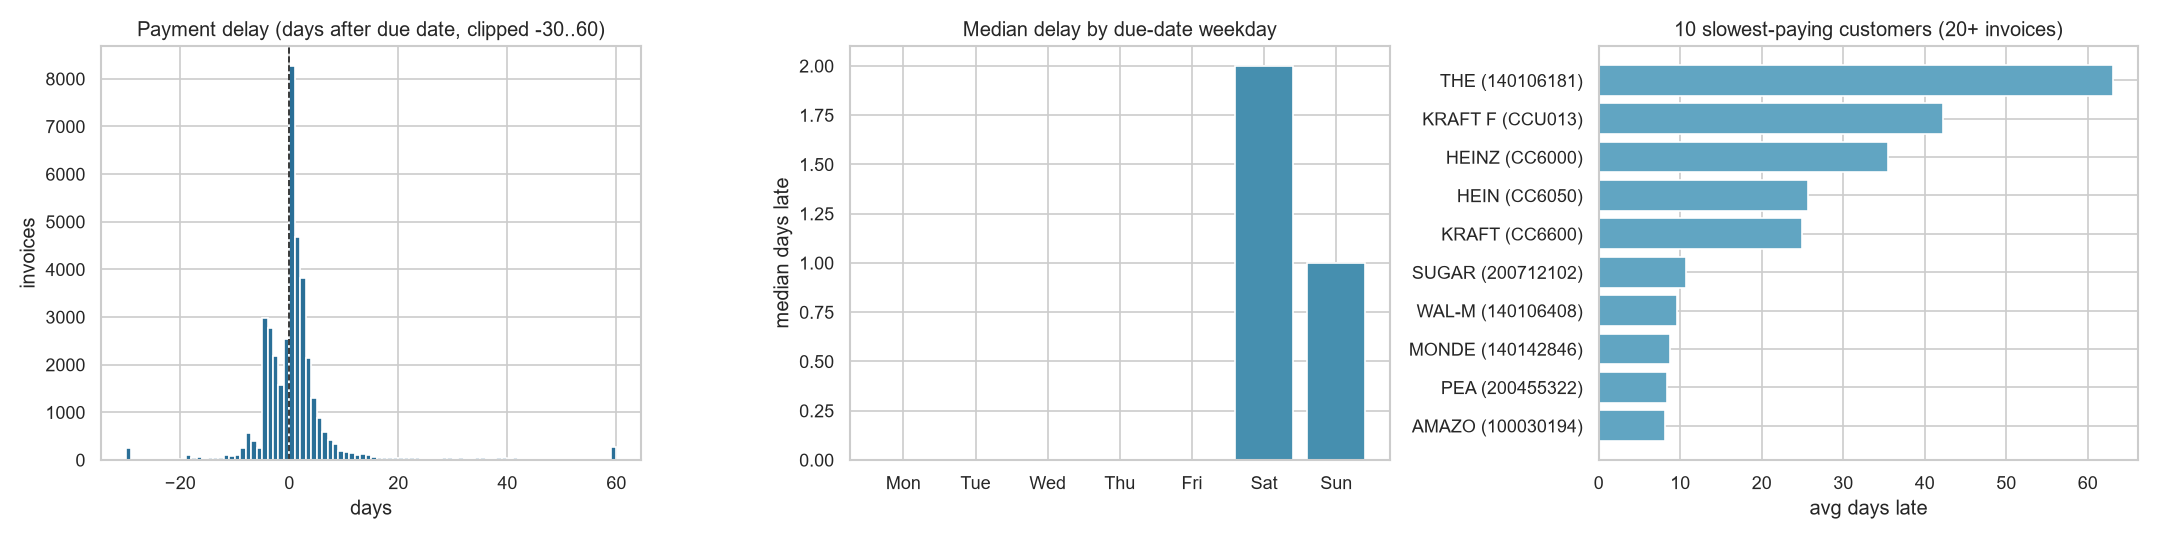 Payment delay (days after due date, clipped -30..60)
invoices
8000
7000
6000
5000
4000
3000
2000
1000
0
−20
0
20
40
60
days
Median delay by due-date weekday
median days late
2.00
1.75
1.50
1.25
1.00
0.75
0.50
0.25
0.00
Mon
Tue
Wed
Thu
Fri
Sat
Sun
10 slowest-paying customers (20+ invoices)
THE (140106181)
KRAFT F (CCU013)
HEINZ (CC6000)
HEIN (CC6050)
KRAFT (CC6600)
SUGAR (200712102)
WAL-M (140106408)
MONDE (140142846)
PEA (200455322)
AMAZO (100030194)
0
10
20
30
40
50
60
avg days late